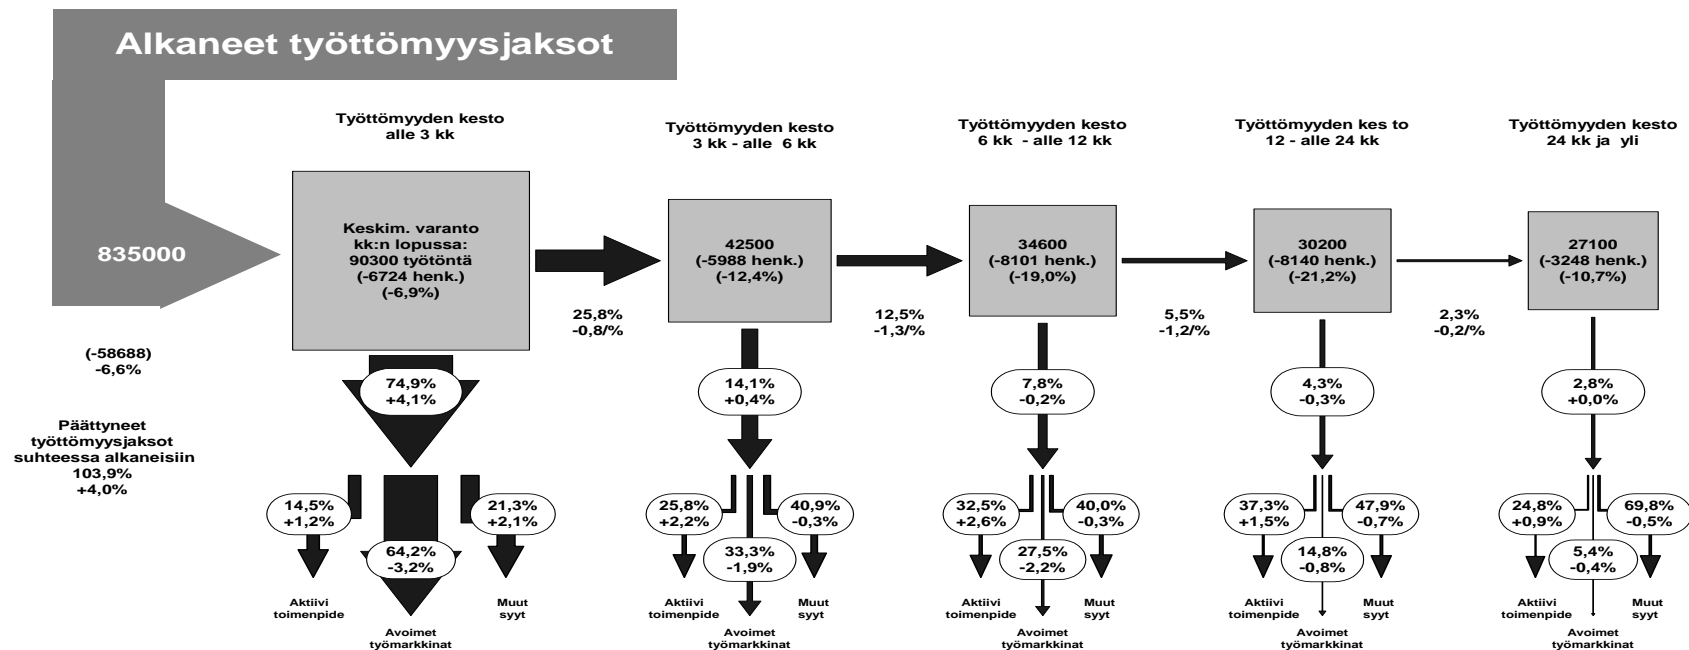 Alkaneet työttömyysjaksot
835000
(-58688)
-6,6%
Päättyneet
työttömyysjaksot
suhteessa alkaneisiin
103,9%
+4,0%
Työttömyyden kesto
alle 3 kk
Keskim. varanto
kk:n lopussa:
90300 työtöntä
(-6724 henk.)
(-6,9%)
25,8%
-0,8/%
74,9%
+4,1%
14,5%
+1,2%
21,3%
+2,1%
64,2%
-3,2%
Aktiivi
toimenpide
Muut
syyt
Avoimet
työmarkkinat
Työttömyyden kesto
3 kk - alle  6 kk
42500
(-5988 henk.)
(-12,4%)
12,5%
-1,3/%
14,1%
+0,4%
25,8%
+2,2%
40,9%
-0,3%
33,3%
-1,9%
Aktiivi
toimenpide
Muut
syyt
Avoimet
työmarkkinat
Työttömyyden kesto
6 kk  - alle 12 kk
34600
(-8101 henk.)
(-19,0%)
5,5%
-1,2/%
7,8%
-0,2%
32,5%
+2,6%
40,0%
-0,3%
27,5%
-2,2%
Aktiivi
toimenpide
Muut
syyt
Avoimet
työmarkkinat
Työttömyyden kes to
12 - alle 24 kk
30200
(-8140 henk.)
(-21,2%)
2,3%
-0,2/%
4,3%
-0,3%
37,3%
+1,5%
47,9%
-0,7%
14,8%
-0,8%
Aktiivi
toimenpide
Muut
syyt
Avoimet
työmarkkinat
Työttömyyden kesto
24 kk ja  yli
27100
(-3248 henk.)
(-10,7%)
2,8%
+0,0%
24,8%
+0,9%
69,8%
-0,5%
5,4%
-0,4%
Aktiivi
toimenpide
Muut
syyt
Avoimet
työmarkkinat